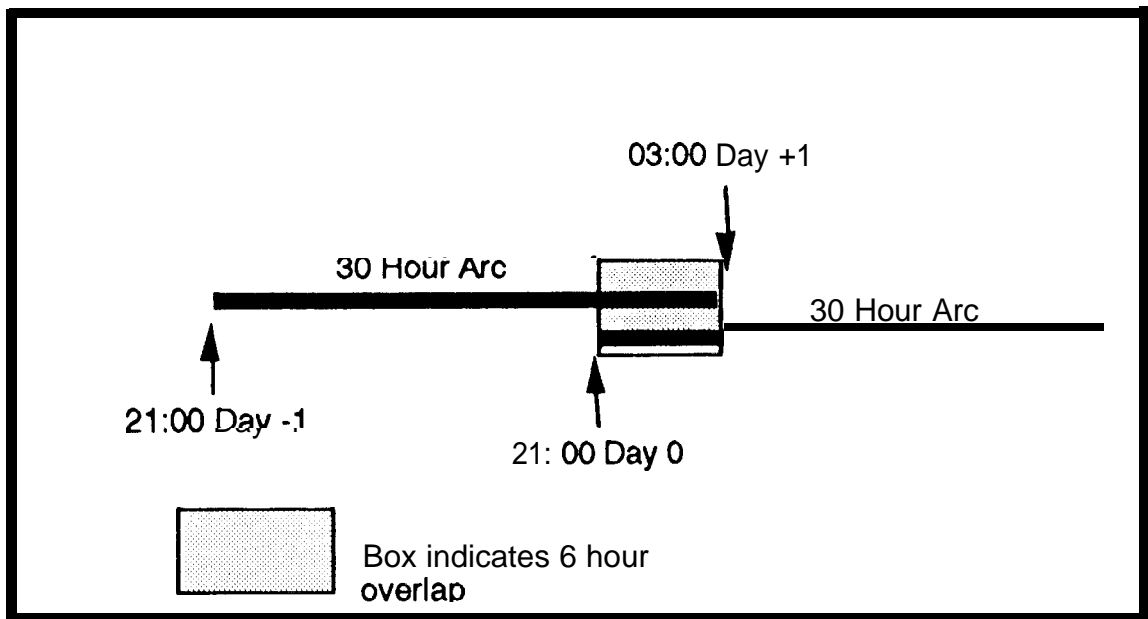 03:00 Day +1
30 Hour Arc
30 Hour Arc
21:00 Day -1
21: 00 Day 0
Box indicates 6 hour
overlap